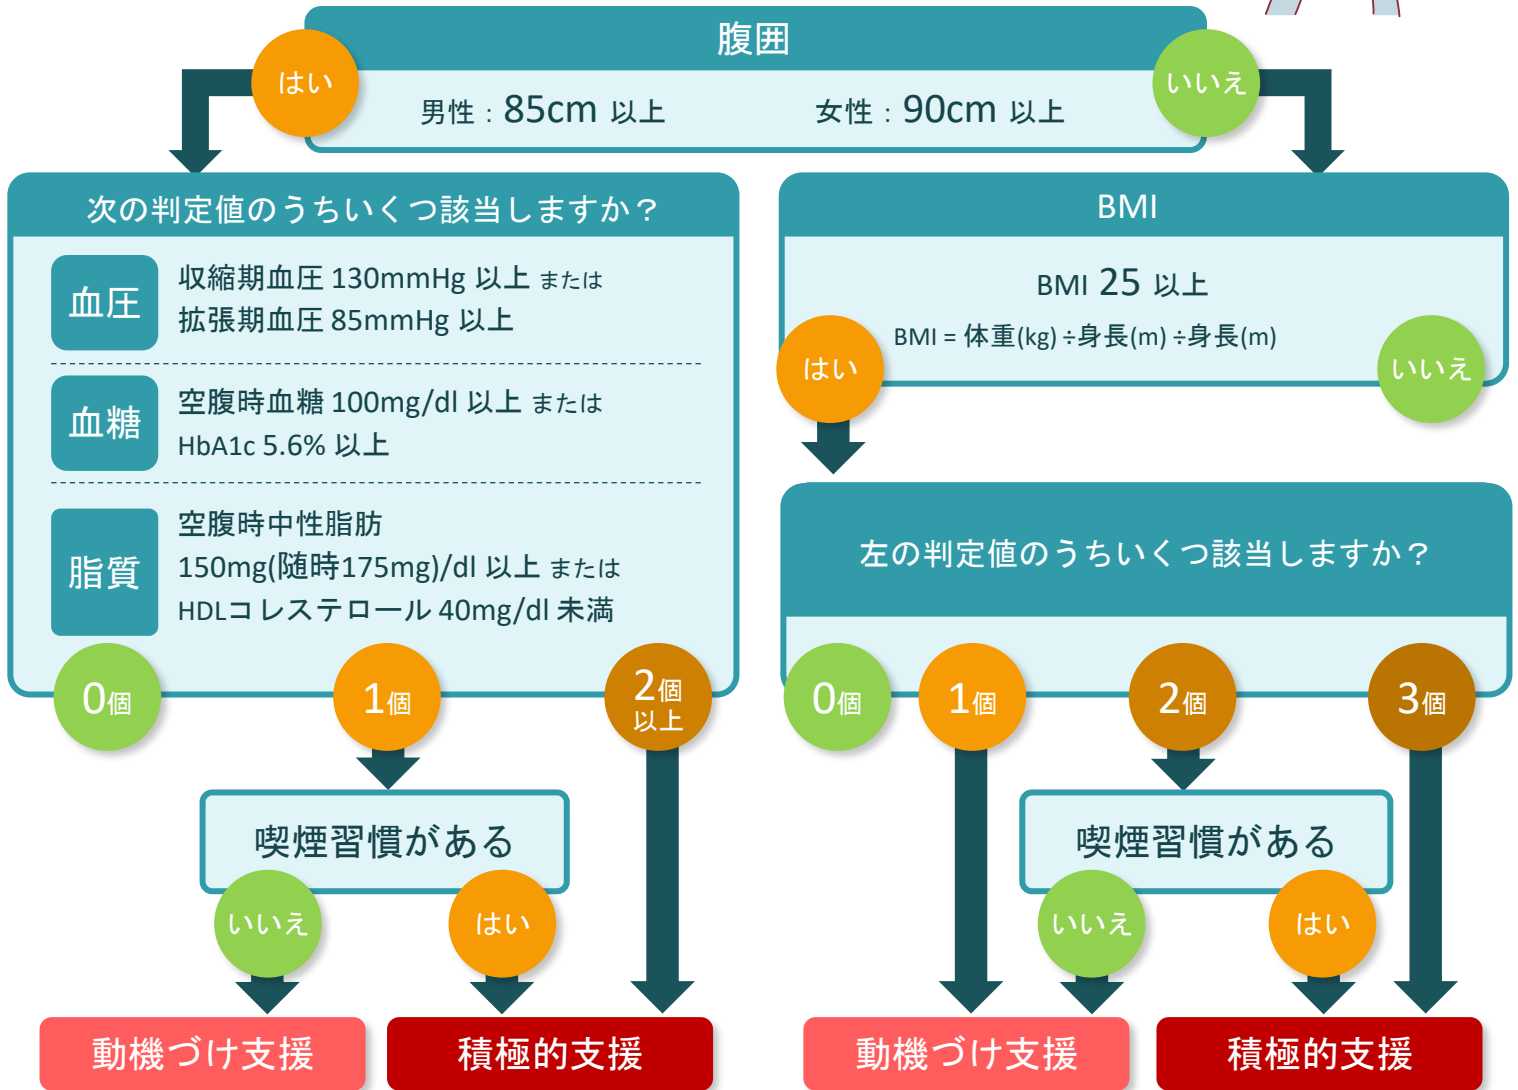 腹囲
はい
いいえ
男性：85cm 以上
女性：90cm 以上
次の判定値のうちいくつ該当しますか？
血圧
収縮期血圧 130mmHg 以上 または
拡張期血圧 85mmHg 以上
血糖
空腹時血糖 100mg/dl 以上 または
HbA1c 5.6% 以上
脂質
空腹時中性脂肪
150mg(随時175mg)/dl 以上 または
HDLコレステロール 40mg/dl 未満
0個
1個
2個
以上
喫煙習慣がある
いいえ
はい
動機づけ支援
積極的支援
BMI
BMI 25 以上
BMI = 体重(kg) ÷身長(m) ÷身長(m)
はい
いいえ
左の判定値のうちいくつ該当しますか？
0個
1個
2個
3個
喫煙習慣がある
いいえ
はい
動機づけ支援
積極的支援